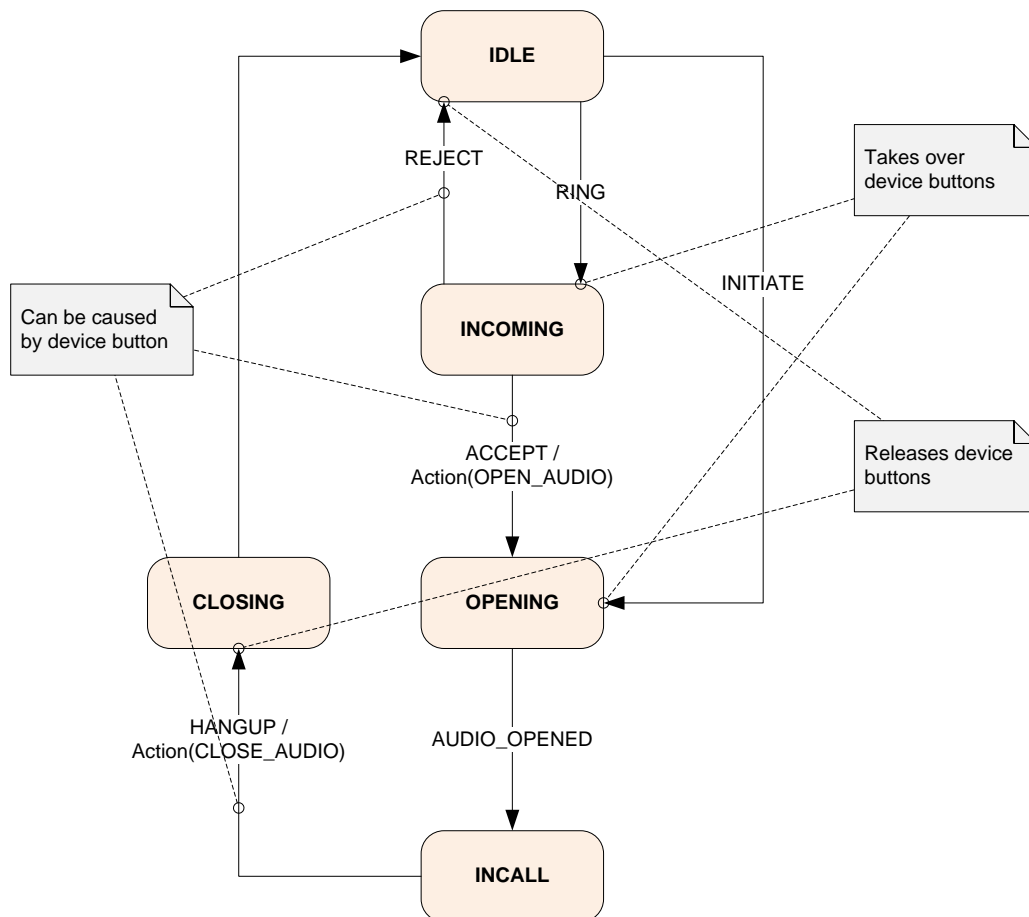 IDLE
REJECT
Takes over
device buttons
RING
INITIATE
Can be caused
by device button
INCOMING
ACCEPT /
Action(OPEN_AUDIO)
Releases device
buttons
CLOSING
OPENING
HANGUP /
Action(CLOSE_AUDIO)
AUDIO_OPENED
INCALL